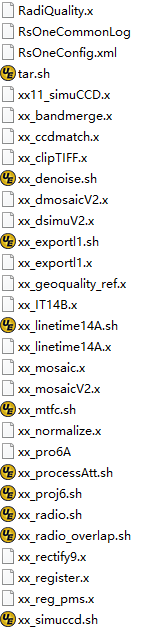 RadiQuality.x
RsOneCommonLog
RsOneConfig.xml
tar.sh
xx11_simuCCD.x
xx_bandmerge.x
xx_ccdmatch.x
xx_clipTIFF.x
xx_denoise.sh
xx_dmosaicV2.x
xx_dsimuV2.x
xx_exportl1.sh
xx_exportl1.x
xx_geoquality_ref.x
xx_IT14B.x
xx_linetime14A.sh
xx_linetime14A.x
xx_mosaic.x
xx_mosaicV2.x
xx_mtfc.sh
xx_normalize.x
xx_pro6A
xx_processAtt.sh
xx_proj6.sh
xx_radio.sh
xx_radio_overlap.sh
xx_rectify9.x
xx_register.x
xx_reg_pms.x
xx_simuccd.sh